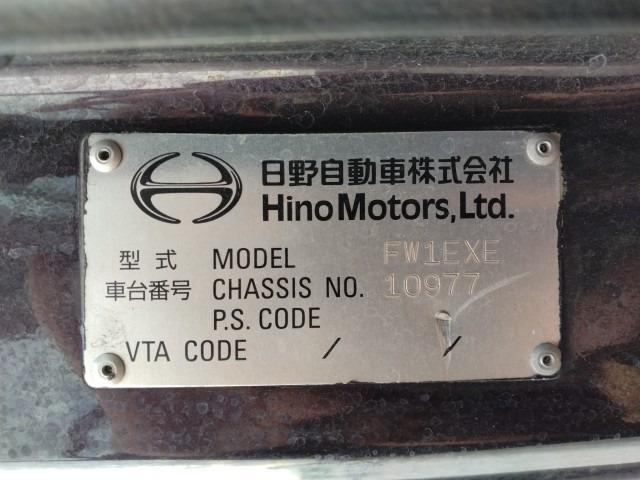 日野自動車株式会社
Hino Motors, Ltd.
型式 MODEL FW1EXE
車台番号 CHASSIS NO. 10977
P.S. CODE
VTA CODE / /